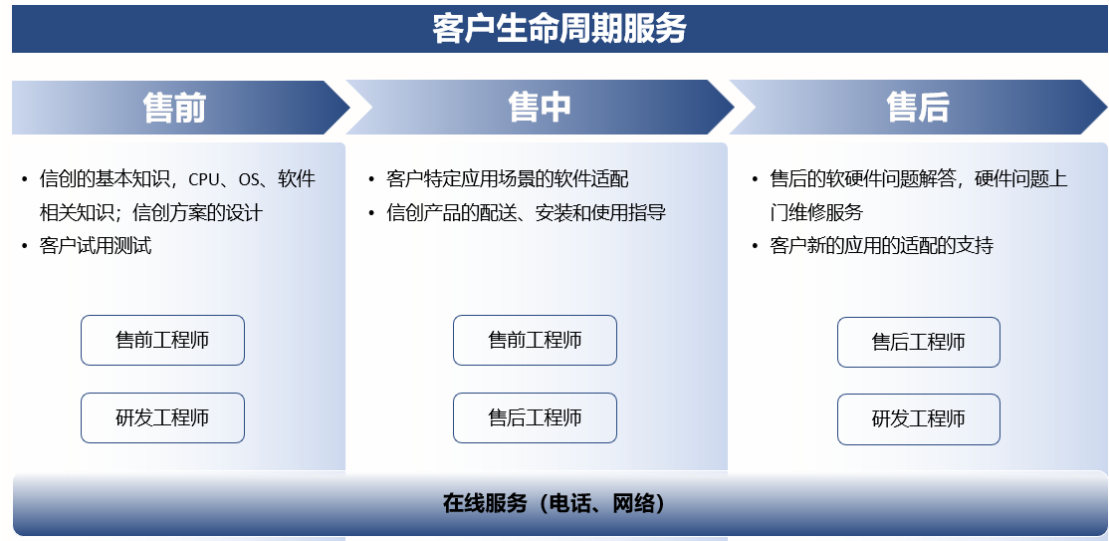 客户生命周期服务
售前
售中
售后
• 信创的基本知识，CPU、OS、软件
相关知识；信创方案的设计
• 客户试用测试
• 客户特定应用场景的软件适配
• 信创产品的配送、安装和使用指导
• 售后的软硬件问题解答，硬件问题上
门维修服务
• 客户新的应用的适配的支持
售前工程师
研发工程师
售前工程师
售后工程师
售后工程师
研发工程师
在线服务（电话、网络）